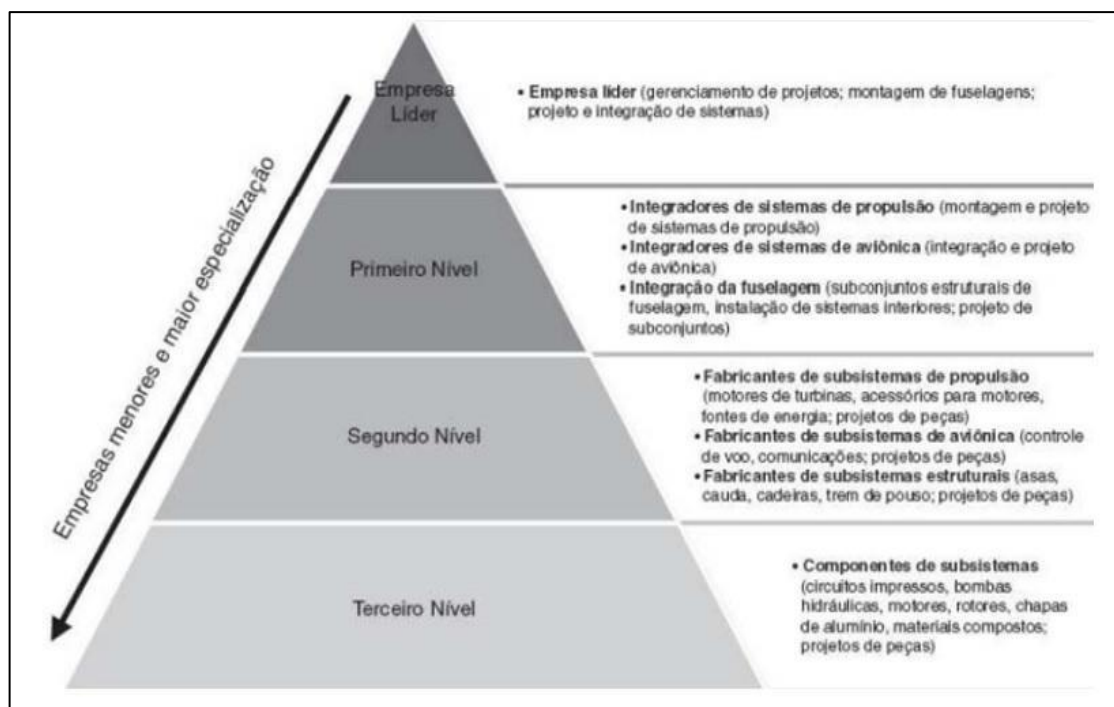 Empresas menores e maior especialização
Empresa
Líder
• Empresa líder (gerenciamento de projetos; montagem de fuselagens;
projeto e integração de sistemas)
Primeiro Nível
• Integradores de sistemas de propulsão (montagem e projeto
de sistemas de propulsão)
• Integradores de sistemas de aviônica (integração e projeto
de aviônica)
• Integração da fuselagem (subconjuntos estruturais de
fuselagem, instalação de sistemas interiores; projeto de
subconjuntos)
Segundo Nível
• Fabricantes de subsistemas de propulsão
(motores de turbinas, acessórios para motores,
fontes de energia; projetos de peças)
• Fabricantes de subsistemas de aviônica (controle
de voo, comunicações; projetos de peças)
• Fabricantes de subsistemas estruturais (asas,
cauda, cadeiras, trem de pouso; projetos de peças)
Terceiro Nível
• Componentes de subsistemas
(circuitos impressos, bombas
hidráulicas, motores, rotores, chapas
de alumínio, materiais compostos;
projetos de peças)